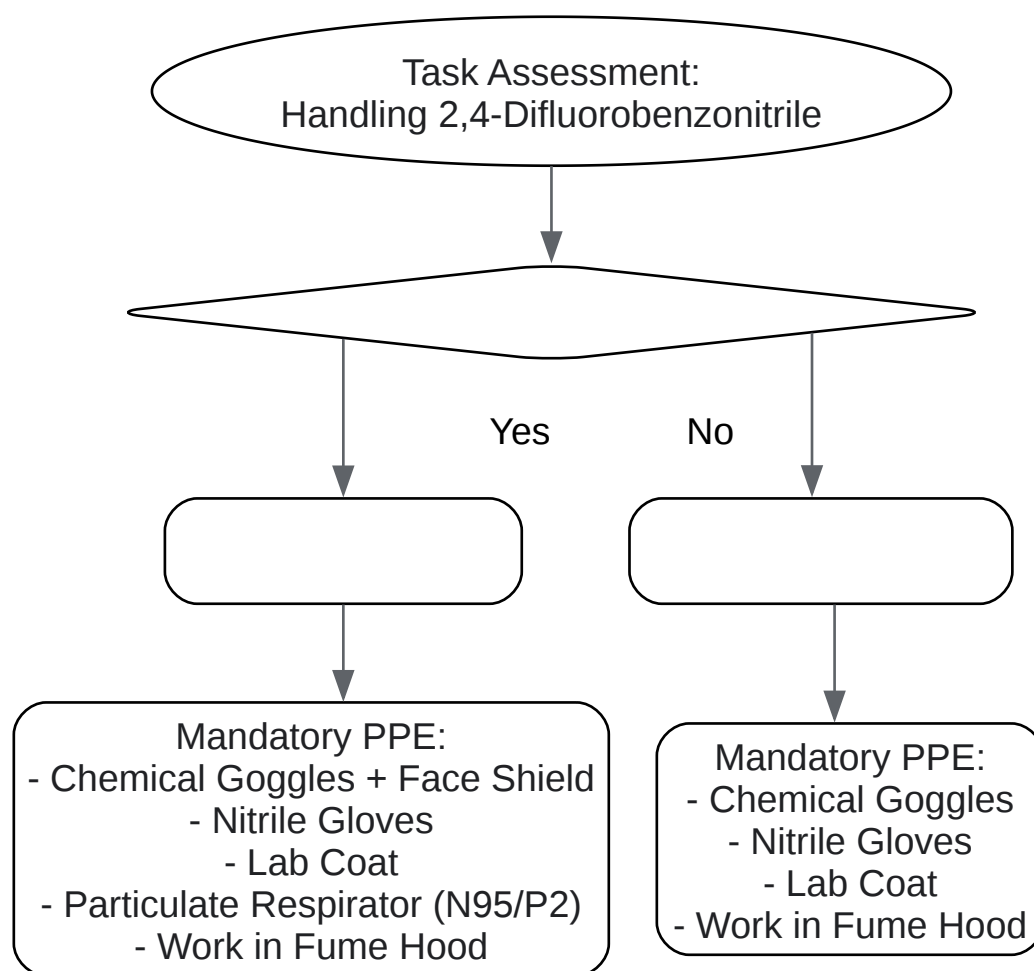 Task Assessment:
Handling 2,4-Difluorobenzonitrile
Yes
No
Mandatory PPE:
- Chemical Goggles + Face Shield
- Nitrile Gloves
- Lab Coat
- Particulate Respirator (N95/P2)
- Work in Fume Hood
Mandatory PPE:
- Chemical Goggles
- Nitrile Gloves
- Lab Coat
- Work in Fume Hood